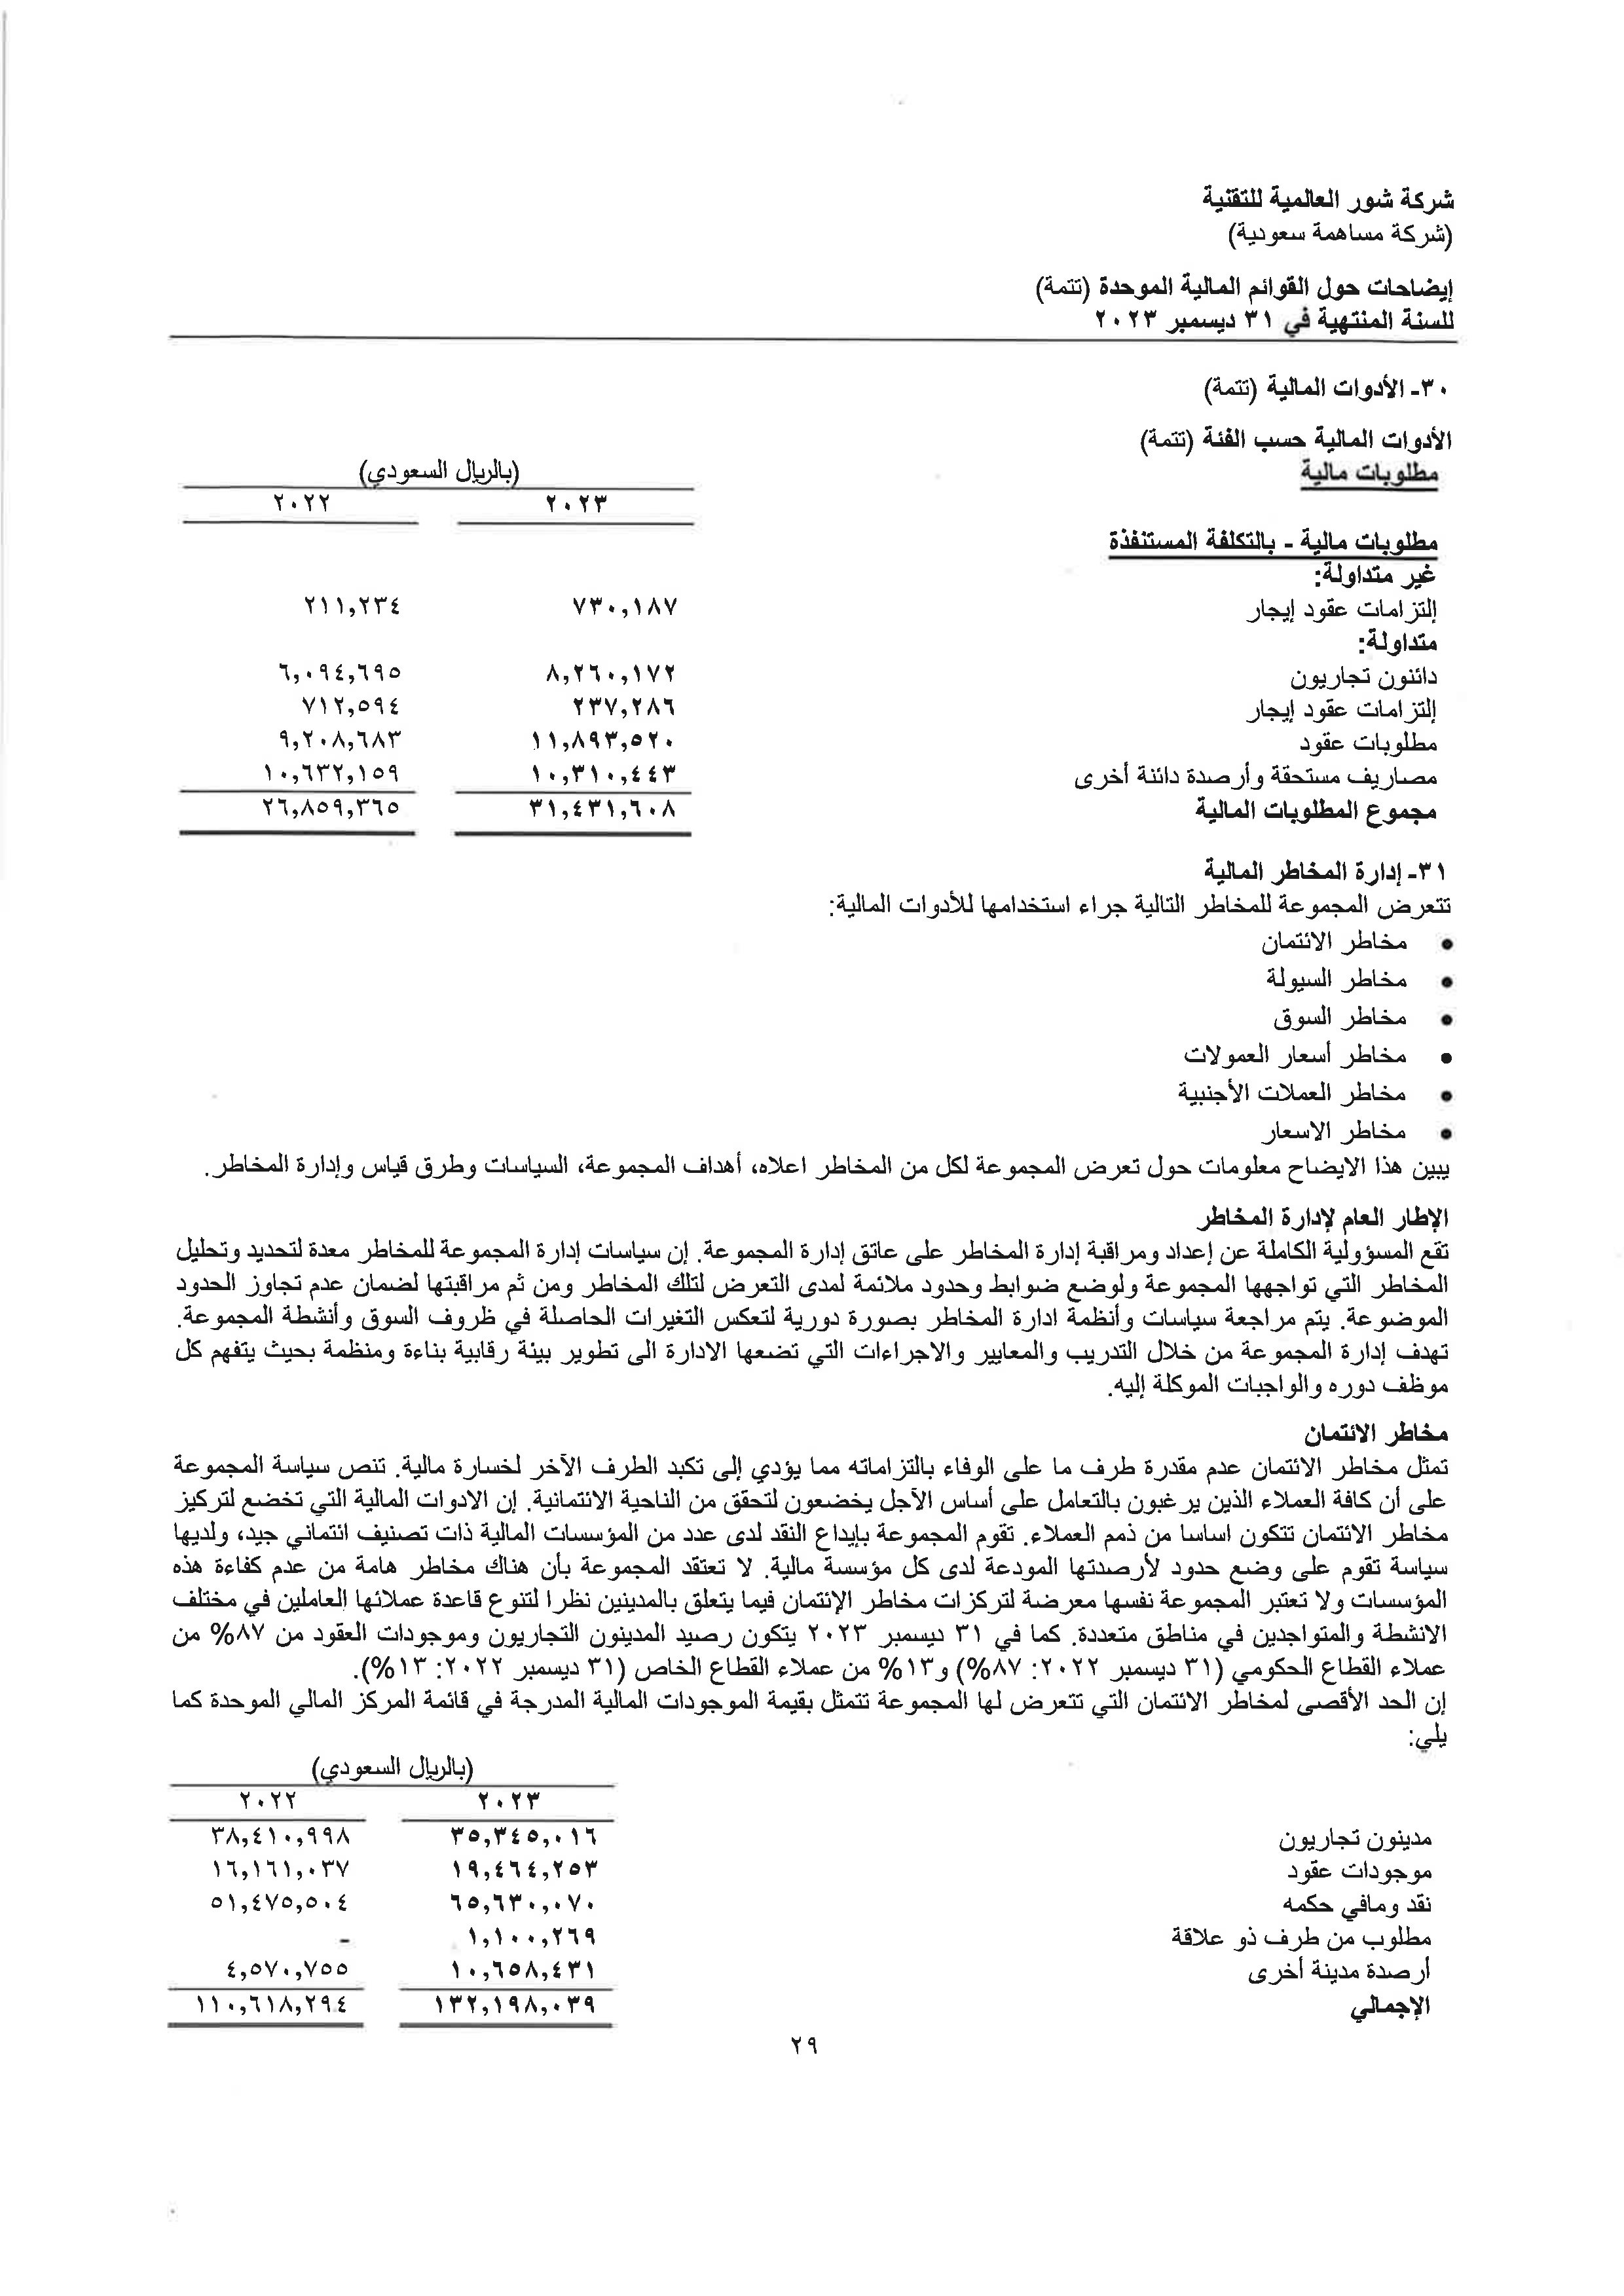 شركة شور العالمية للتقنية
(شركة مساهمة سعودية)
إيضاحات حول القوائم المالية الموحدة (تتمة)
للسنة المنتهية في ٣١ ديسمبر ٢٠٢٣
٣٠- الأدوات المالية (تتمة)
الأدوات المالية حسب الفئة (تتمة)
مطلوبات مالية (بالريال السعودي)
٢٠٢٣ ٢٠٢٢
مطلوبات مالية - بالتكلفة المستنفذة
غير متداولة:
إلتزامات عقود إيجار ٧٣٠,١٨٧ ٢١١,٢٣٤
متداولة:
دائنون تجاريون ٨,٢٦٠,١٧٢ ٦,٠٩٤,٦٩٥
إلتزامات عقود إيجار ٢٣٧,٢٨٦ ٧١٢,٥٩٤
مطلوبات عقود ١١,٨٩٣,٥٢٠ ٩,٢٠٨,٦٨٣
مصاريف مستحقة وأرصدة دائنة أخرى ١٠,٣١٠,٤٤٣ ١٠,٦٣٢,١٥٩
مجموع المطلوبات المالية ٣١,٤٣١,٦٠٨ ٢٦,٨٥٩,٣٦٥
٣١- إدارة المخاطر المالية
تتعرض المجموعة للمخاطر التالية جراء استخدامها للأدوات المالية:
• مخاطر الائتمان
• مخاطر السيولة
• مخاطر السوق
• مخاطر أسعار العمولات
• مخاطر العملات الأجنبية
• مخاطر الاسعار
يبين هذا الايضاح معلومات حول تعرض المجموعة لكل من المخاطر اعلاه، أهداف المجموعة، السياسات وطرق قياس وإدارة المخاطر.
الإطار العام لإدارة المخاطر
تقع المسؤولية الكاملة عن إعداد ومراقبة إدارة المخاطر على عاتق إدارة المجموعة. إن سياسات إدارة المجموعة للمخاطر معدة لتحديد وتحليل
المخاطر التي تواجهها المجموعة ولوضع ضوابط وحدود ملائمة لمدى التعرض لتلك المخاطر ومن ثم مراقبتها لضمان عدم تجاوز الحدود
الموضوعة. يتم مراجعة سياسات وأنظمة ادارة المخاطر بصورة دورية لتعكس التغيرات الحاصلة في ظروف السوق وأنشطة المجموعة.
تهدف إدارة المجموعة من خلال التدريب والمعايير والاجراءات التي تضعها الادارة الى تطوير بيئة رقابية بناءة ومنظمة بحيث يتفهم كل
موظف دوره والواجبات الموكلة إليه.
مخاطر الائتمان
تمثل مخاطر الائتمان عدم مقدرة طرف ما على الوفاء بالتزاماته مما يؤدي إلى تكبد الطرف الآخر لخسارة مالية. تنص سياسة المجموعة
على أن كافة العملاء الذين يرغبون بالتعامل على أساس الآجل يخضعون لتحقق من الناحية الائتمانية. إن الادوات المالية التي تخضع لتركيز
مخاطر الائتمان تتكون اساسا من ذمم العملاء. تقوم المجموعة بإيداع النقد لدى عدد من المؤسسات المالية ذات تصنيف ائتماني جيد، ولديها
سياسة تقوم على وضع حدود لأرصدتها المودعة لدى كل مؤسسة مالية. لا تعتقد المجموعة بأن هناك مخاطر هامة من عدم كفاءة هذه
المؤسسات ولا تعتبر المجموعة نفسها معرضة لتركزات مخاطر الإئتمان فيما يتعلق بالمدينين نظرا لتنوع قاعدة عملائها العاملين في مختلف
الانشطة والمتواجدين في مناطق متعددة. كما في ٣١ ديسمبر ٢٠٢٣ يتكون رصيد المدينون التجاريون وموجودات العقود من ٨٧% من
عملاء القطاع الحكومي (٣١ ديسمبر ٢٠٢٢: ٨٧%) و١٣% من عملاء القطاع الخاص (٣١ ديسمبر ٢٠٢٢: ١٣%).
إن الحد الأقصى لمخاطر الائتمان التي تتعرض لها المجموعة تتمثل بقيمة الموجودات المالية المدرجة في قائمة المركز المالي الموحدة كما
يلي:
(بالريال السعودي)
٢٠٢٣ ٢٠٢٢
مدينون تجاريون ٣٥,٣٤٥,٠١٦ ٣٨,٤١٠,٩٩٨
موجودات عقود ١٩,٤٦٤,٢٥٣ ١٦,١٦١,٠٣٧
نقد ومافي حكمه ٦٥,٦٣٠,٠٧٠ ٥١,٤٧٥,٥٠٤
مطلوب من طرف ذو علاقة ١,١٠٠,٢٦٩ -
أرصدة مدينة أخرى ١٠,٦٥٨,٤٣١ ٤,٥٧٠,٧٥٥
الإجمالي ١٣٢,١٩٨,٠٣٩ ١١٠,٦١٨,٢٩٤
٢٩